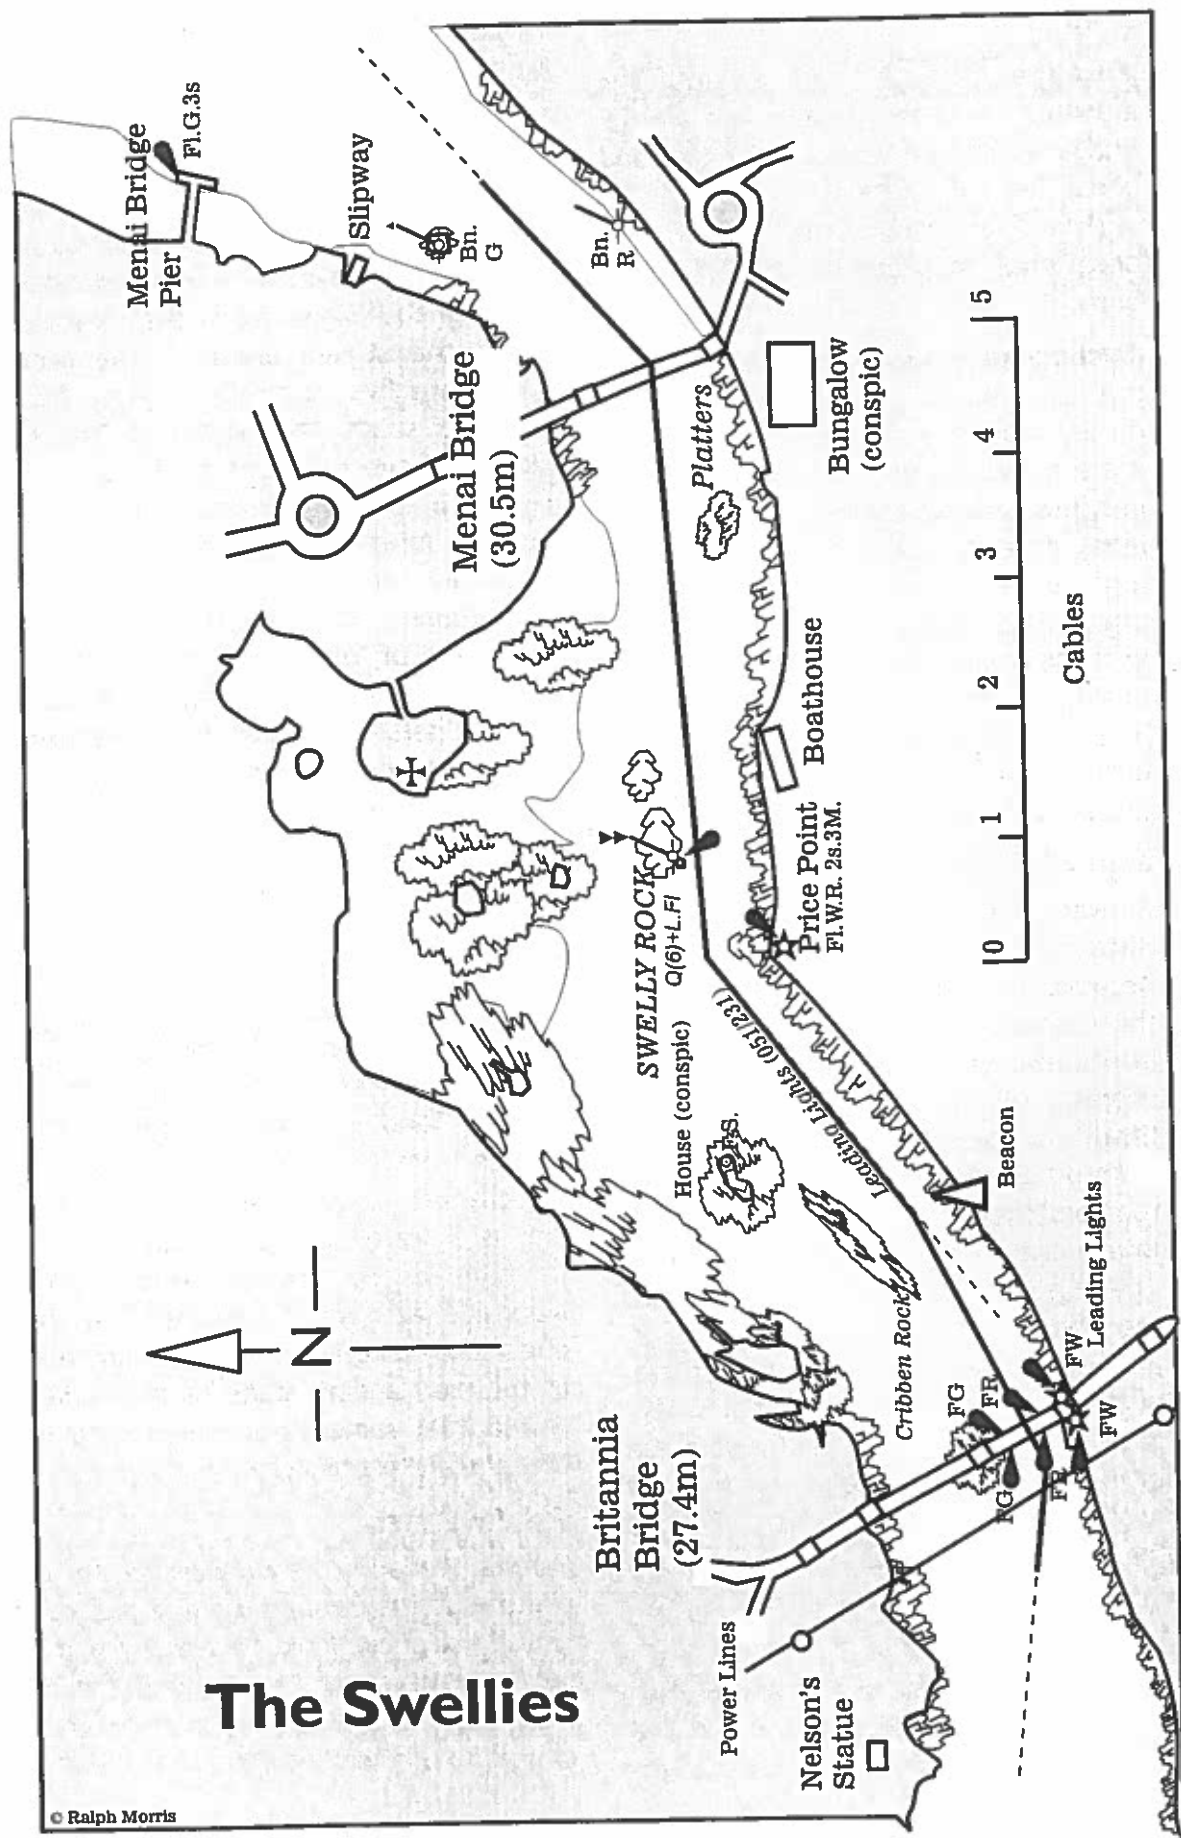 The Swellies
© Ralph Morris
N
Menai Bridge
Pier
Fl.G.3s
Slipway
Bn.
G
Bn.
R
Menai Bridge
(30.5m)
Platters
Bungalow
(conspic)
Boathouse
SWELLY ROCK
Q(6)+L.Fl
Price Point
Fl.W.R. 2s.3M.
House (conspic)
FS.
Leading Lights (051/231)
Cribben Rock
Beacon
Britannia
Bridge
(27.4m)
FG
FR
FG
FR
FW
Leading Lights
FW
Power Lines
Nelson's
Statue
0 1 2 3 4 5
Cables